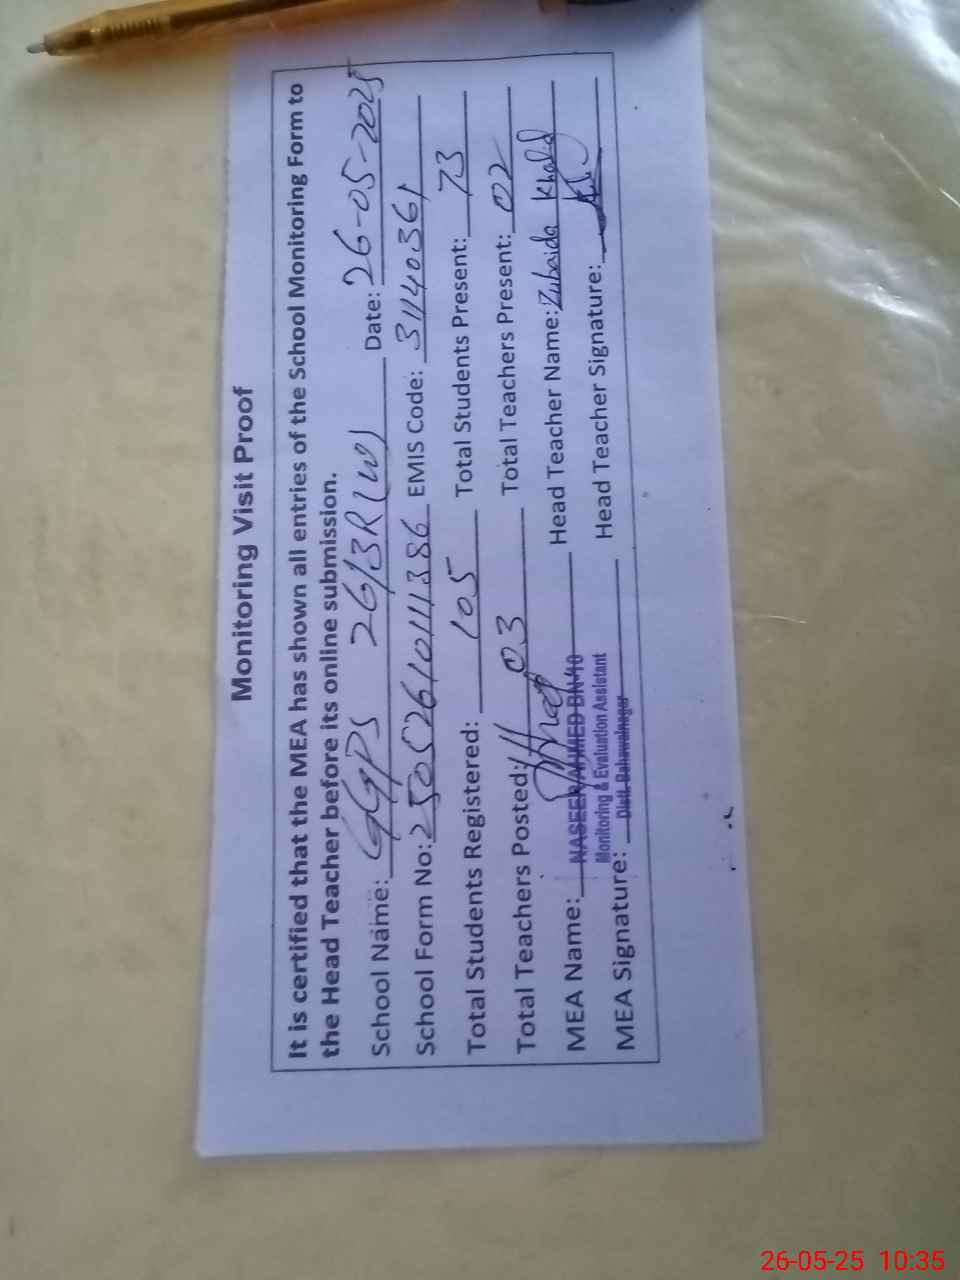 Monitoring Visit Proof
It is certified that the MEA has shown all entries of the School Monitoring Form to
the Head Teacher before its online submission.
School Name: GGPS 26/3R (W) Date: 26-05-2025
School Form No: 250526101111386 EMIS Code: 31140361
Total Students Registered: 105 Total Students Present: 73
Total Teachers Posted: 03 Total Teachers Present: 02
MEA Name: NASEER AHMED BN-40 Head Teacher Name: Zubaida Khalid
Monitoring & Evaluation Assistant
MEA Signature: Distt. Bahawalnagar Head Teacher Signature:
26-05-25 10:35